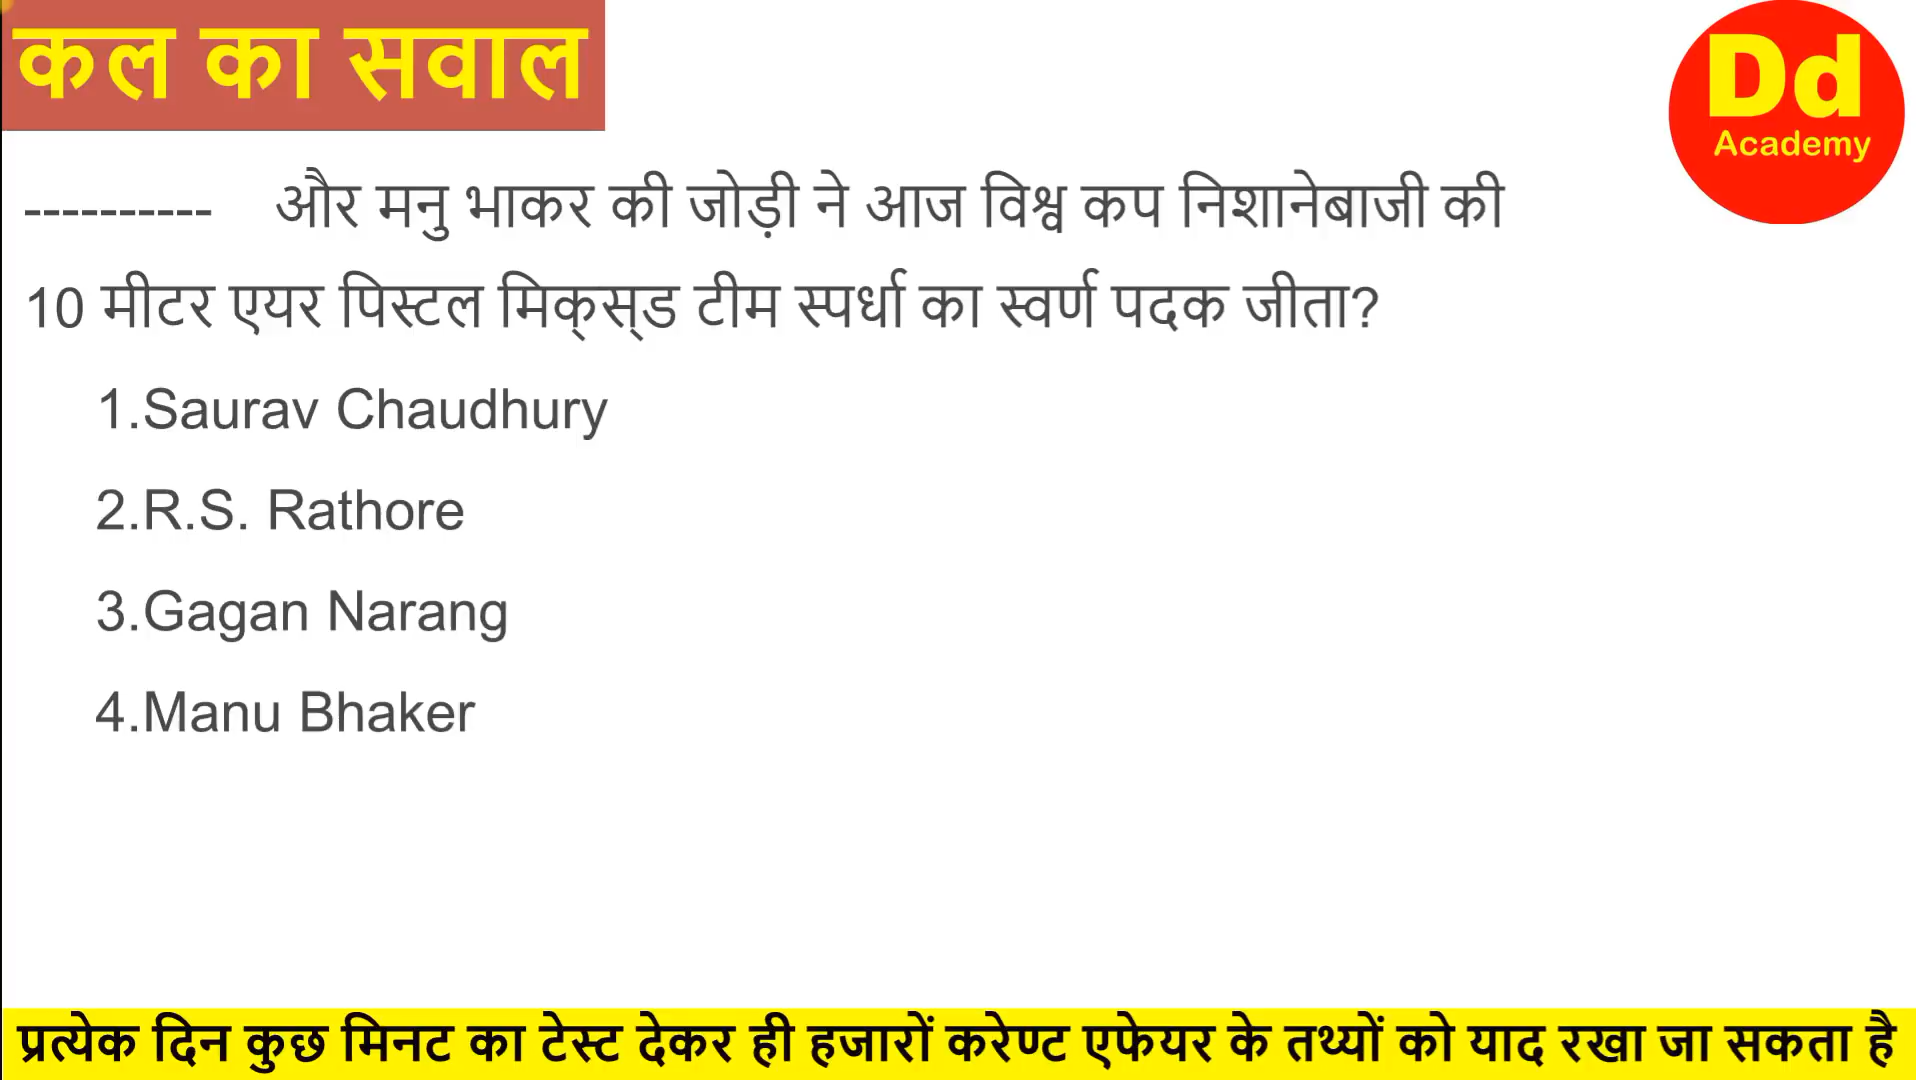 कल का सवाल
Dd
Academy
---------- और मनु भाकर की जोड़ी ने आज विश्व कप निशानेबाजी की
10 मीटर एयर पिस्टल मिक्स्ड टीम स्पर्धा का स्वर्ण पदक जीता?
1.Saurav Chaudhury
2.R.S. Rathore
3.Gagan Narang
4.Manu Bhaker
प्रत्येक दिन कुछ मिनट का टेस्ट देकर ही हजारों करेण्ट एफेयर के तथ्यों को याद रखा जा सकता है